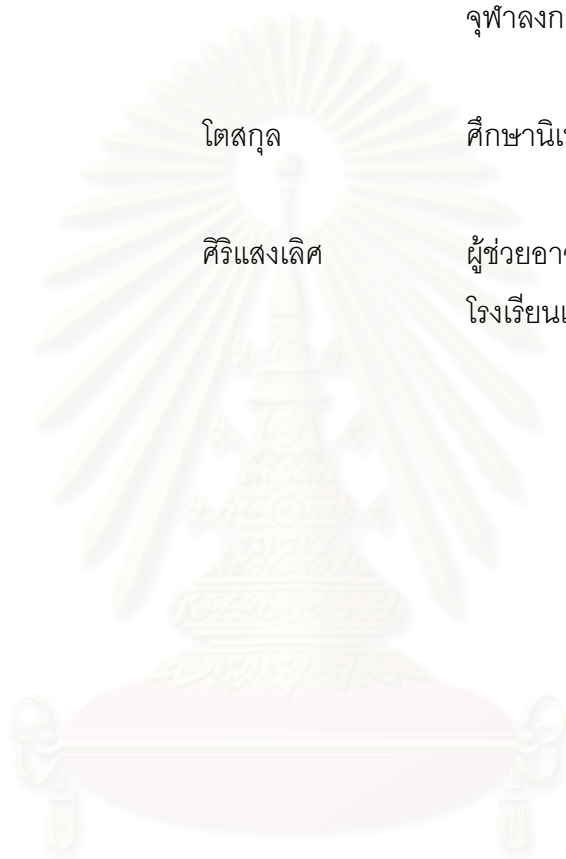 จุฬาลงก
โตสกุล ศึกษานิเ
ศิริแสงเลิศ ผู้ช่วยอา
โรงเรียน